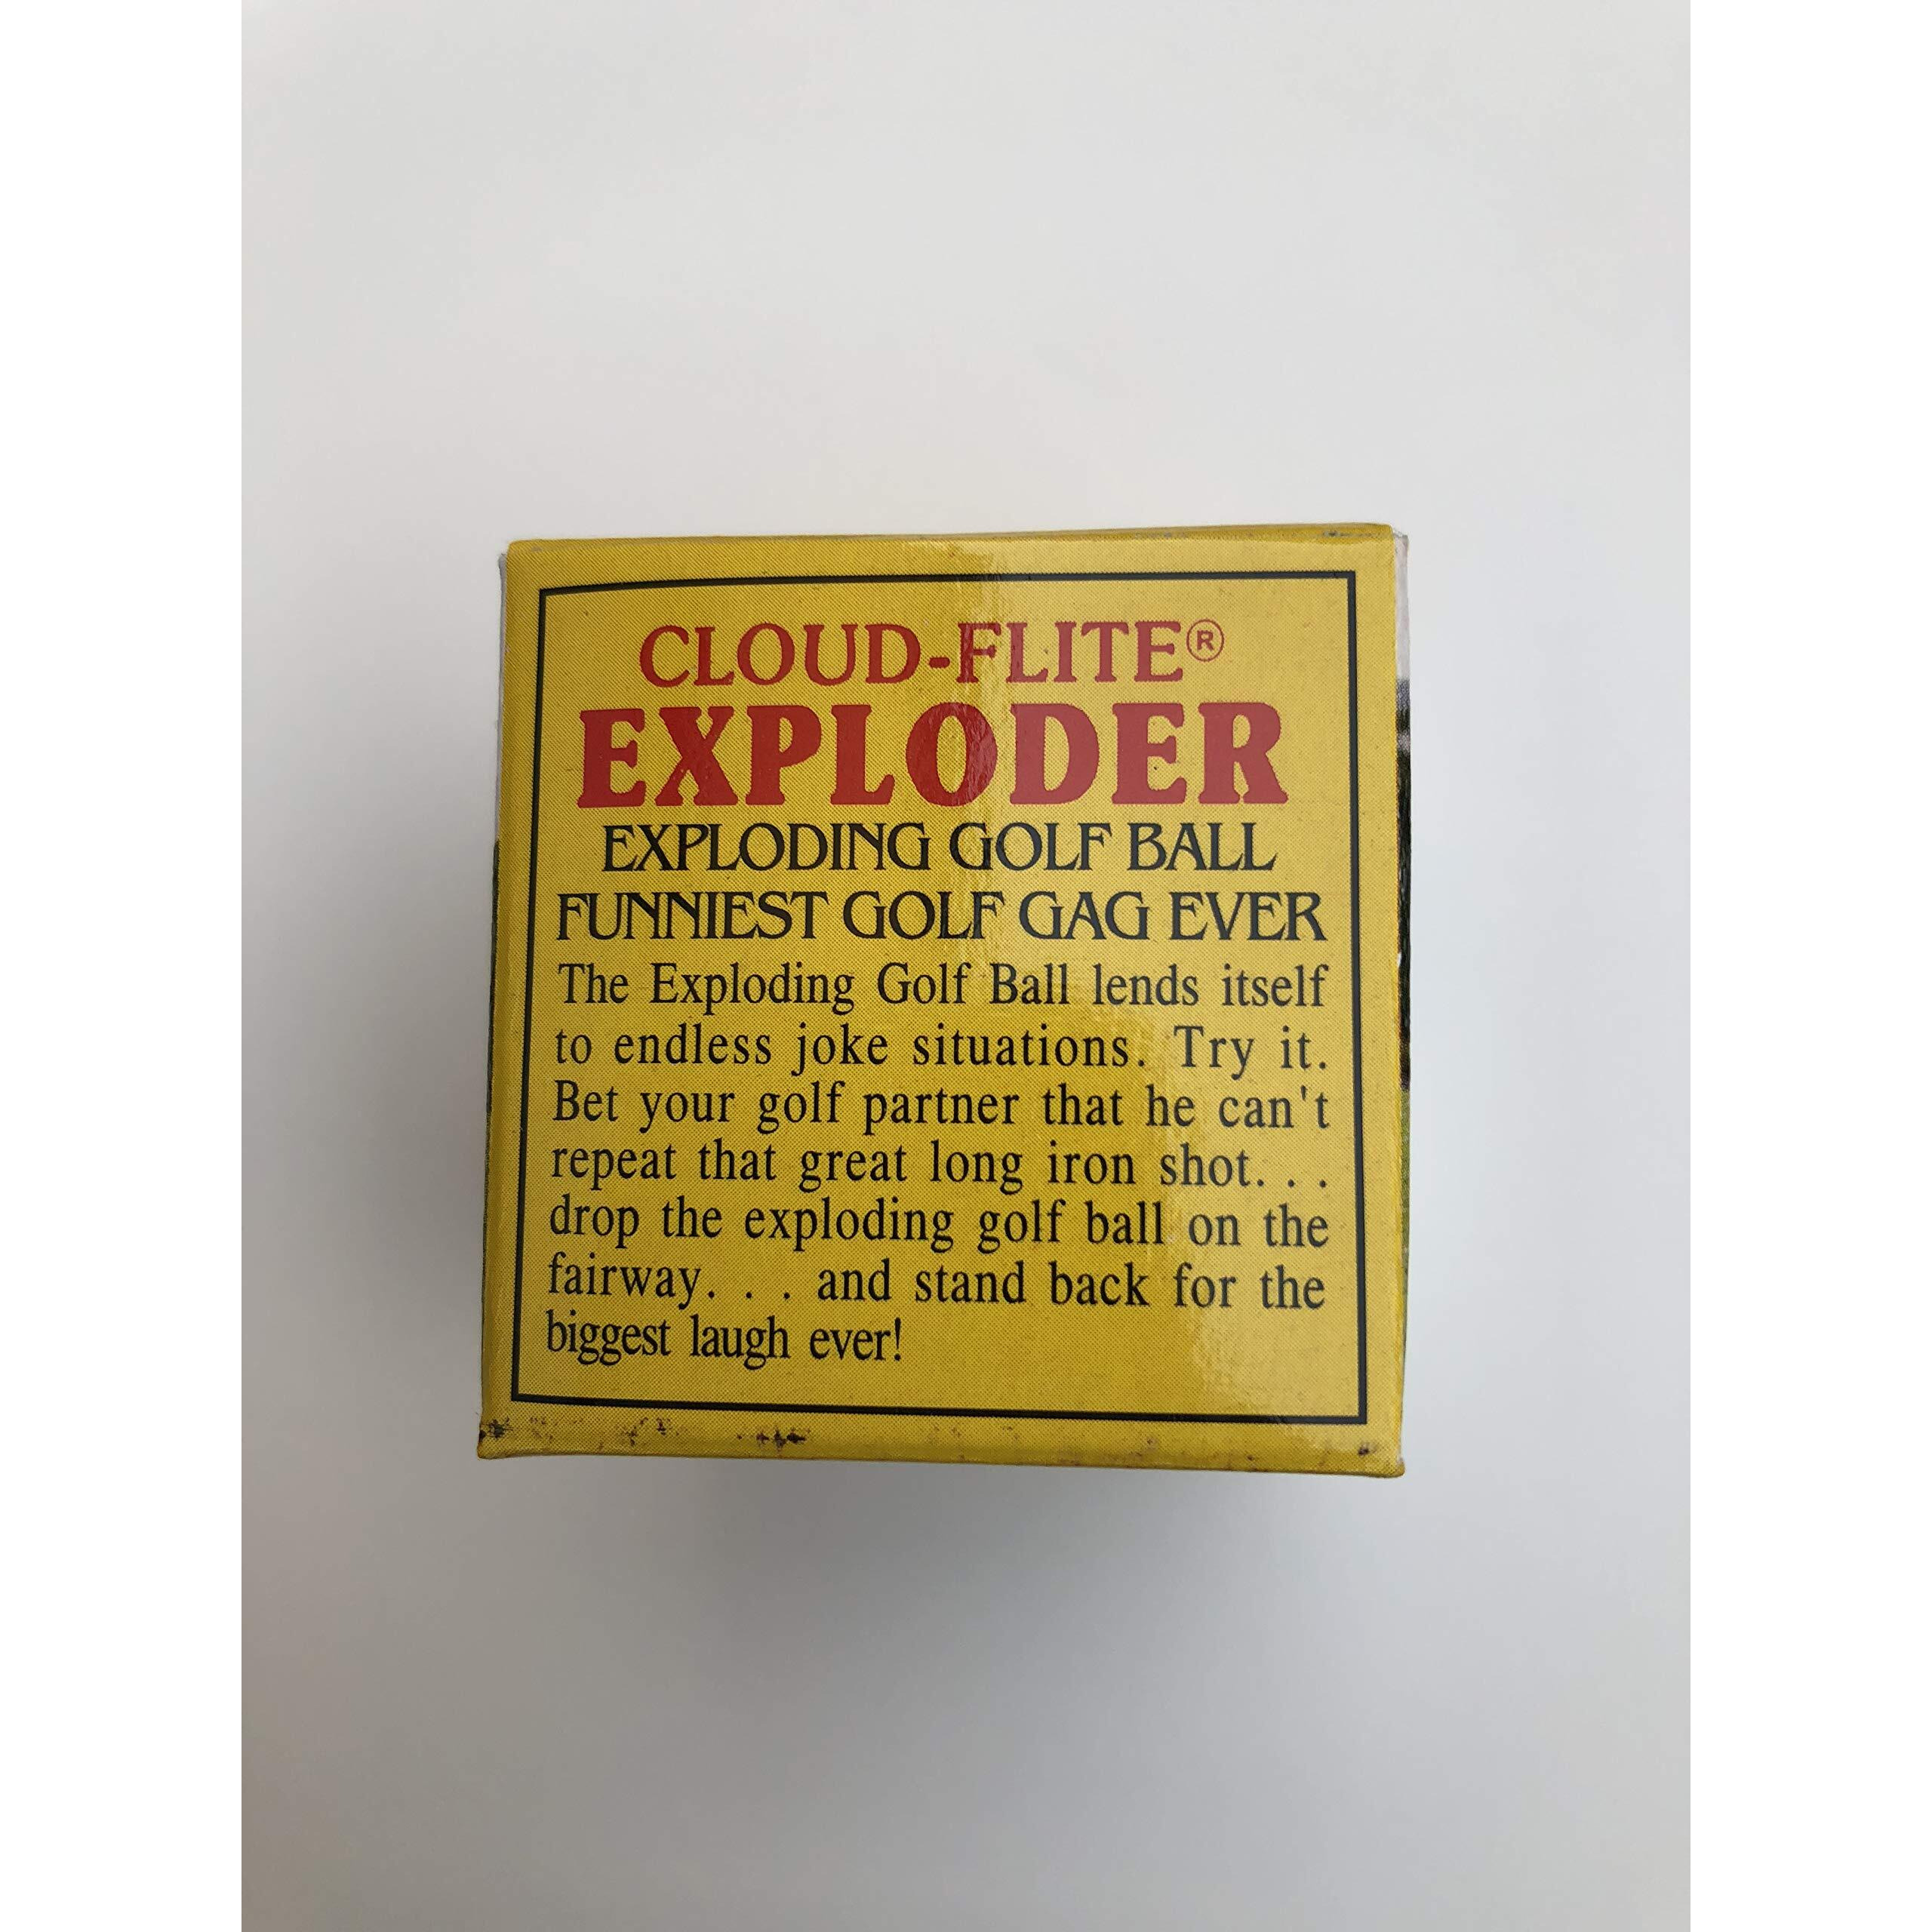 CLOUD-FLITE®
EXPLODER
EXPLODING GOLF BALL
FUNNIEST GOLF GAG EVER
The Exploding Golf Ball lends itself
to endless joke situations. Try it.
Bet your golf partner that he can't
repeat that great long iron shot. . .
drop the exploding golf ball on the
fairway. . . and stand back for the
biggest laugh ever!